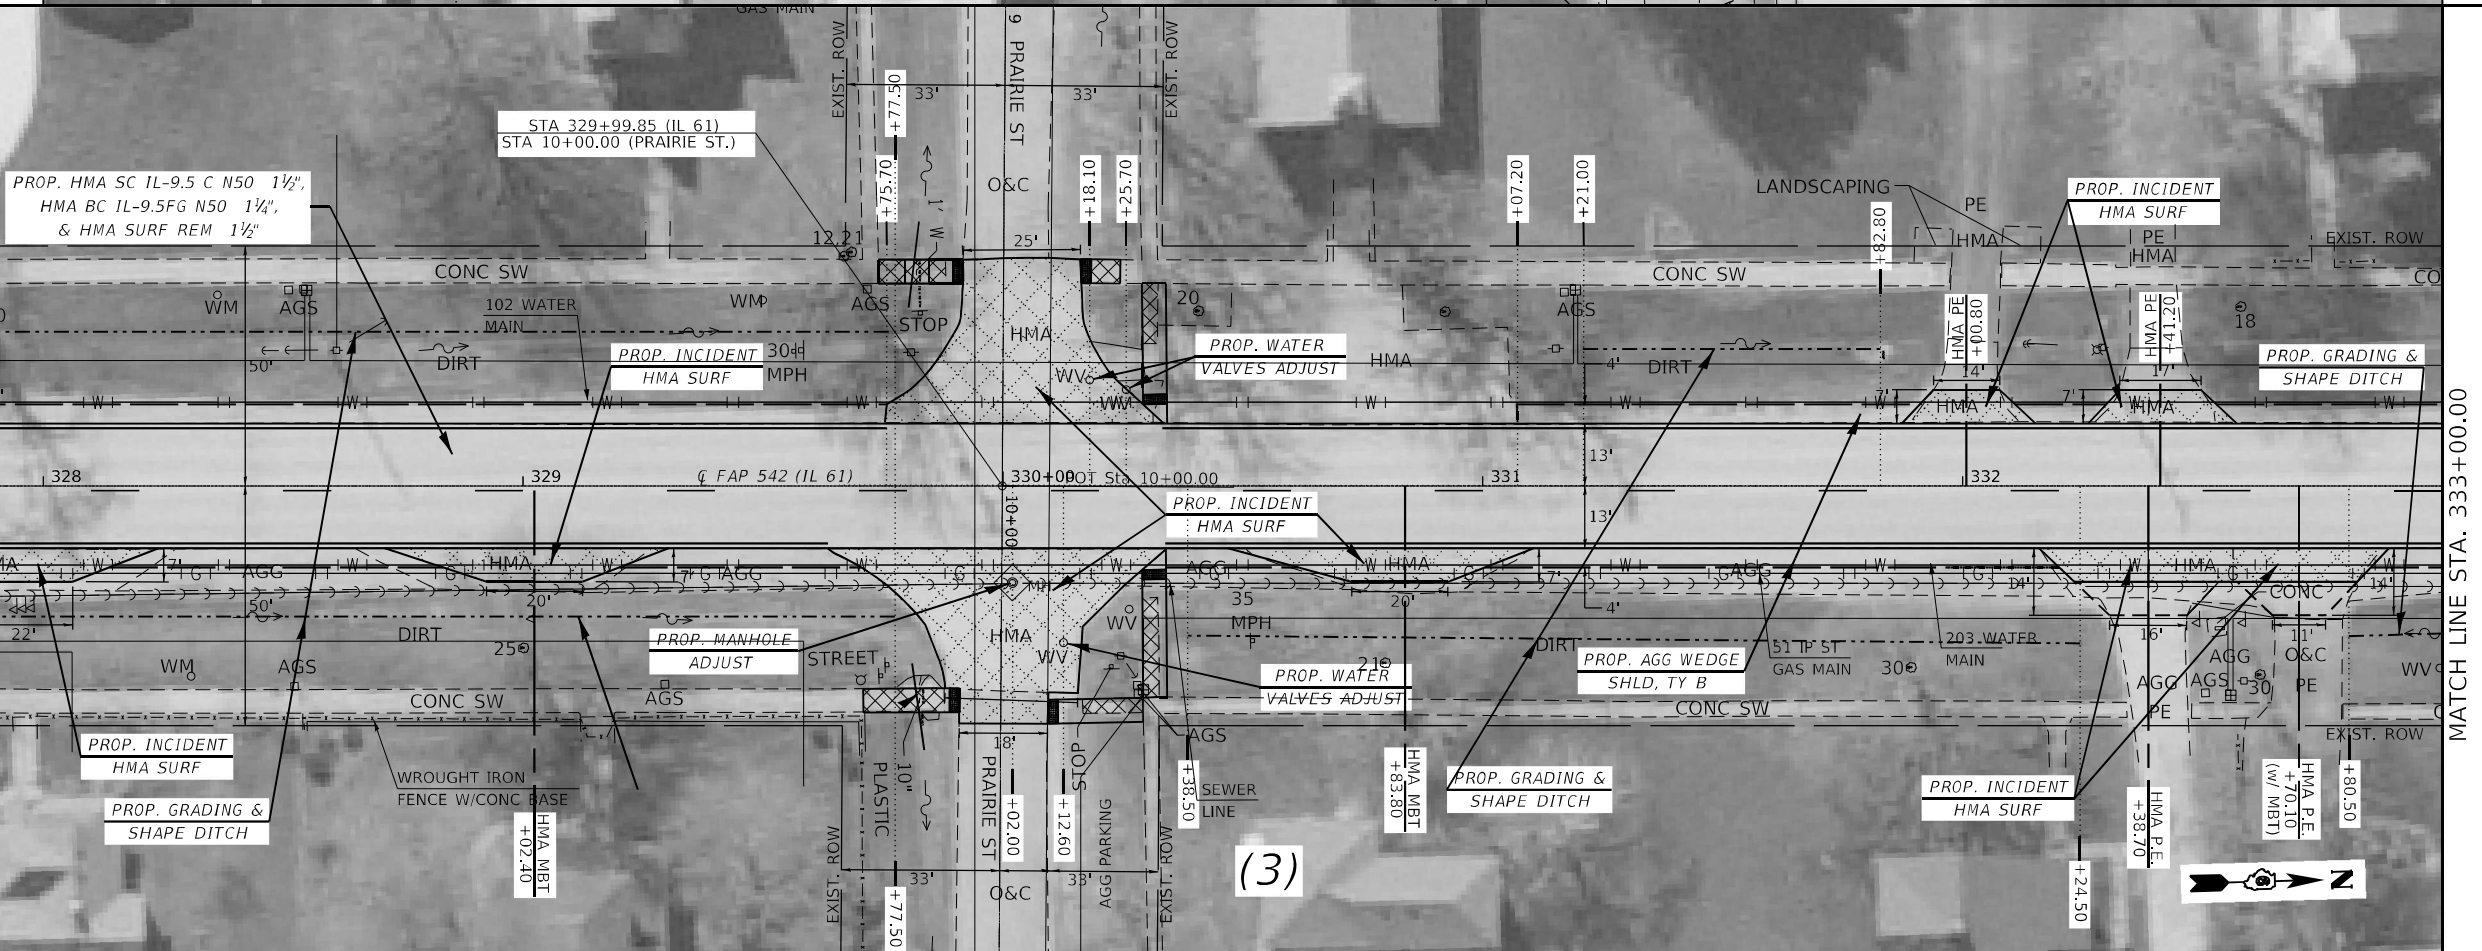 GAS MAIN
EXIST. ROW
9 PRAIRIE ST
EXIST. ROW
+77.50
33'
33'
STA 329+99.85 (IL 61)
STA 10+00.00 (PRAIRIE ST.)
PROP. HMA SC IL-9.5 C N50 1½",
HMA BC IL-9.5FG N50 1¼",
& HMA SURF REM 1½"
+75.70
1' W
O&C
+18.10
+25.70
+07.20
+21.00
+82.80
LANDSCAPING
PE
HMA
PROP. INCIDENT
HMA SURF
PE
HMA
EXIST. ROW
12,21
25'
CONC SW
CONC SW
CO
WM
AGS
102 WATER
MAIN
WM
AGS
STOP
HMA
20
AGS
HMA PE
+00.80
HMA PE
+41.20
18
50'
DIRT
PROP. INCIDENT
HMA SURF
30
MPH
PROP. WATER
VALVES ADJUST
HMA
4'
DIRT
PROP. GRADING &
SHAPE DITCH
WV
WV
14'
17'
7'
7'
HMA
HMA
W W W W W W W W W W W
328
329
℄ FAP 542 (IL 61)
330+00
POT Sta 10+00.00
331
332
13'
13'
10+00
PROP. INCIDENT
HMA SURF
MATCH LINE STA. 333+00.00
7'
G
AGG
HMA
G
7'
G
AGG
G
MH
AGG
G
HMA
G
7'
G
AGG
G
14'
HMA
G
14'
CONC
50'
20'
22'
DIRT
25
PROP. MANHOLE
ADJUST
HMA
WV
WV
35
MPH
20'
4'
DIRT
16'
11'
WM
AGS
AGS
STREET
PROP. WATER
VALVES ADJUST
21
PROP. AGG WEDGE
SHLD, TY B
51 IP ST
GAS MAIN
30
203 WATER
MAIN
AGG
O&C
AGS
30
PE
WV
CONC SW
CONC SW
AGG
PE
PROP. INCIDENT
HMA SURF
WROUGHT IRON
FENCE W/CONC BASE
PROP. GRADING &
SHAPE DITCH
HMA MBT
+02.40
PLASTIC
10"
18'
PRAIRIE ST
+02.00
+12.60
STOP
AGG PARKING
AGS
+38.50
SEWER
LINE
HMA MBT
+83.80
PROP. GRADING &
SHAPE DITCH
PROP. INCIDENT
HMA SURF
EXIST. ROW
HMA P.E.
+38.70
HMA P.E.
+70.10
(w/ MBT)
+80.50
+24.50
EXIST. ROW
33'
33'
EXIST. ROW
+77.50
O&C
(3)
N